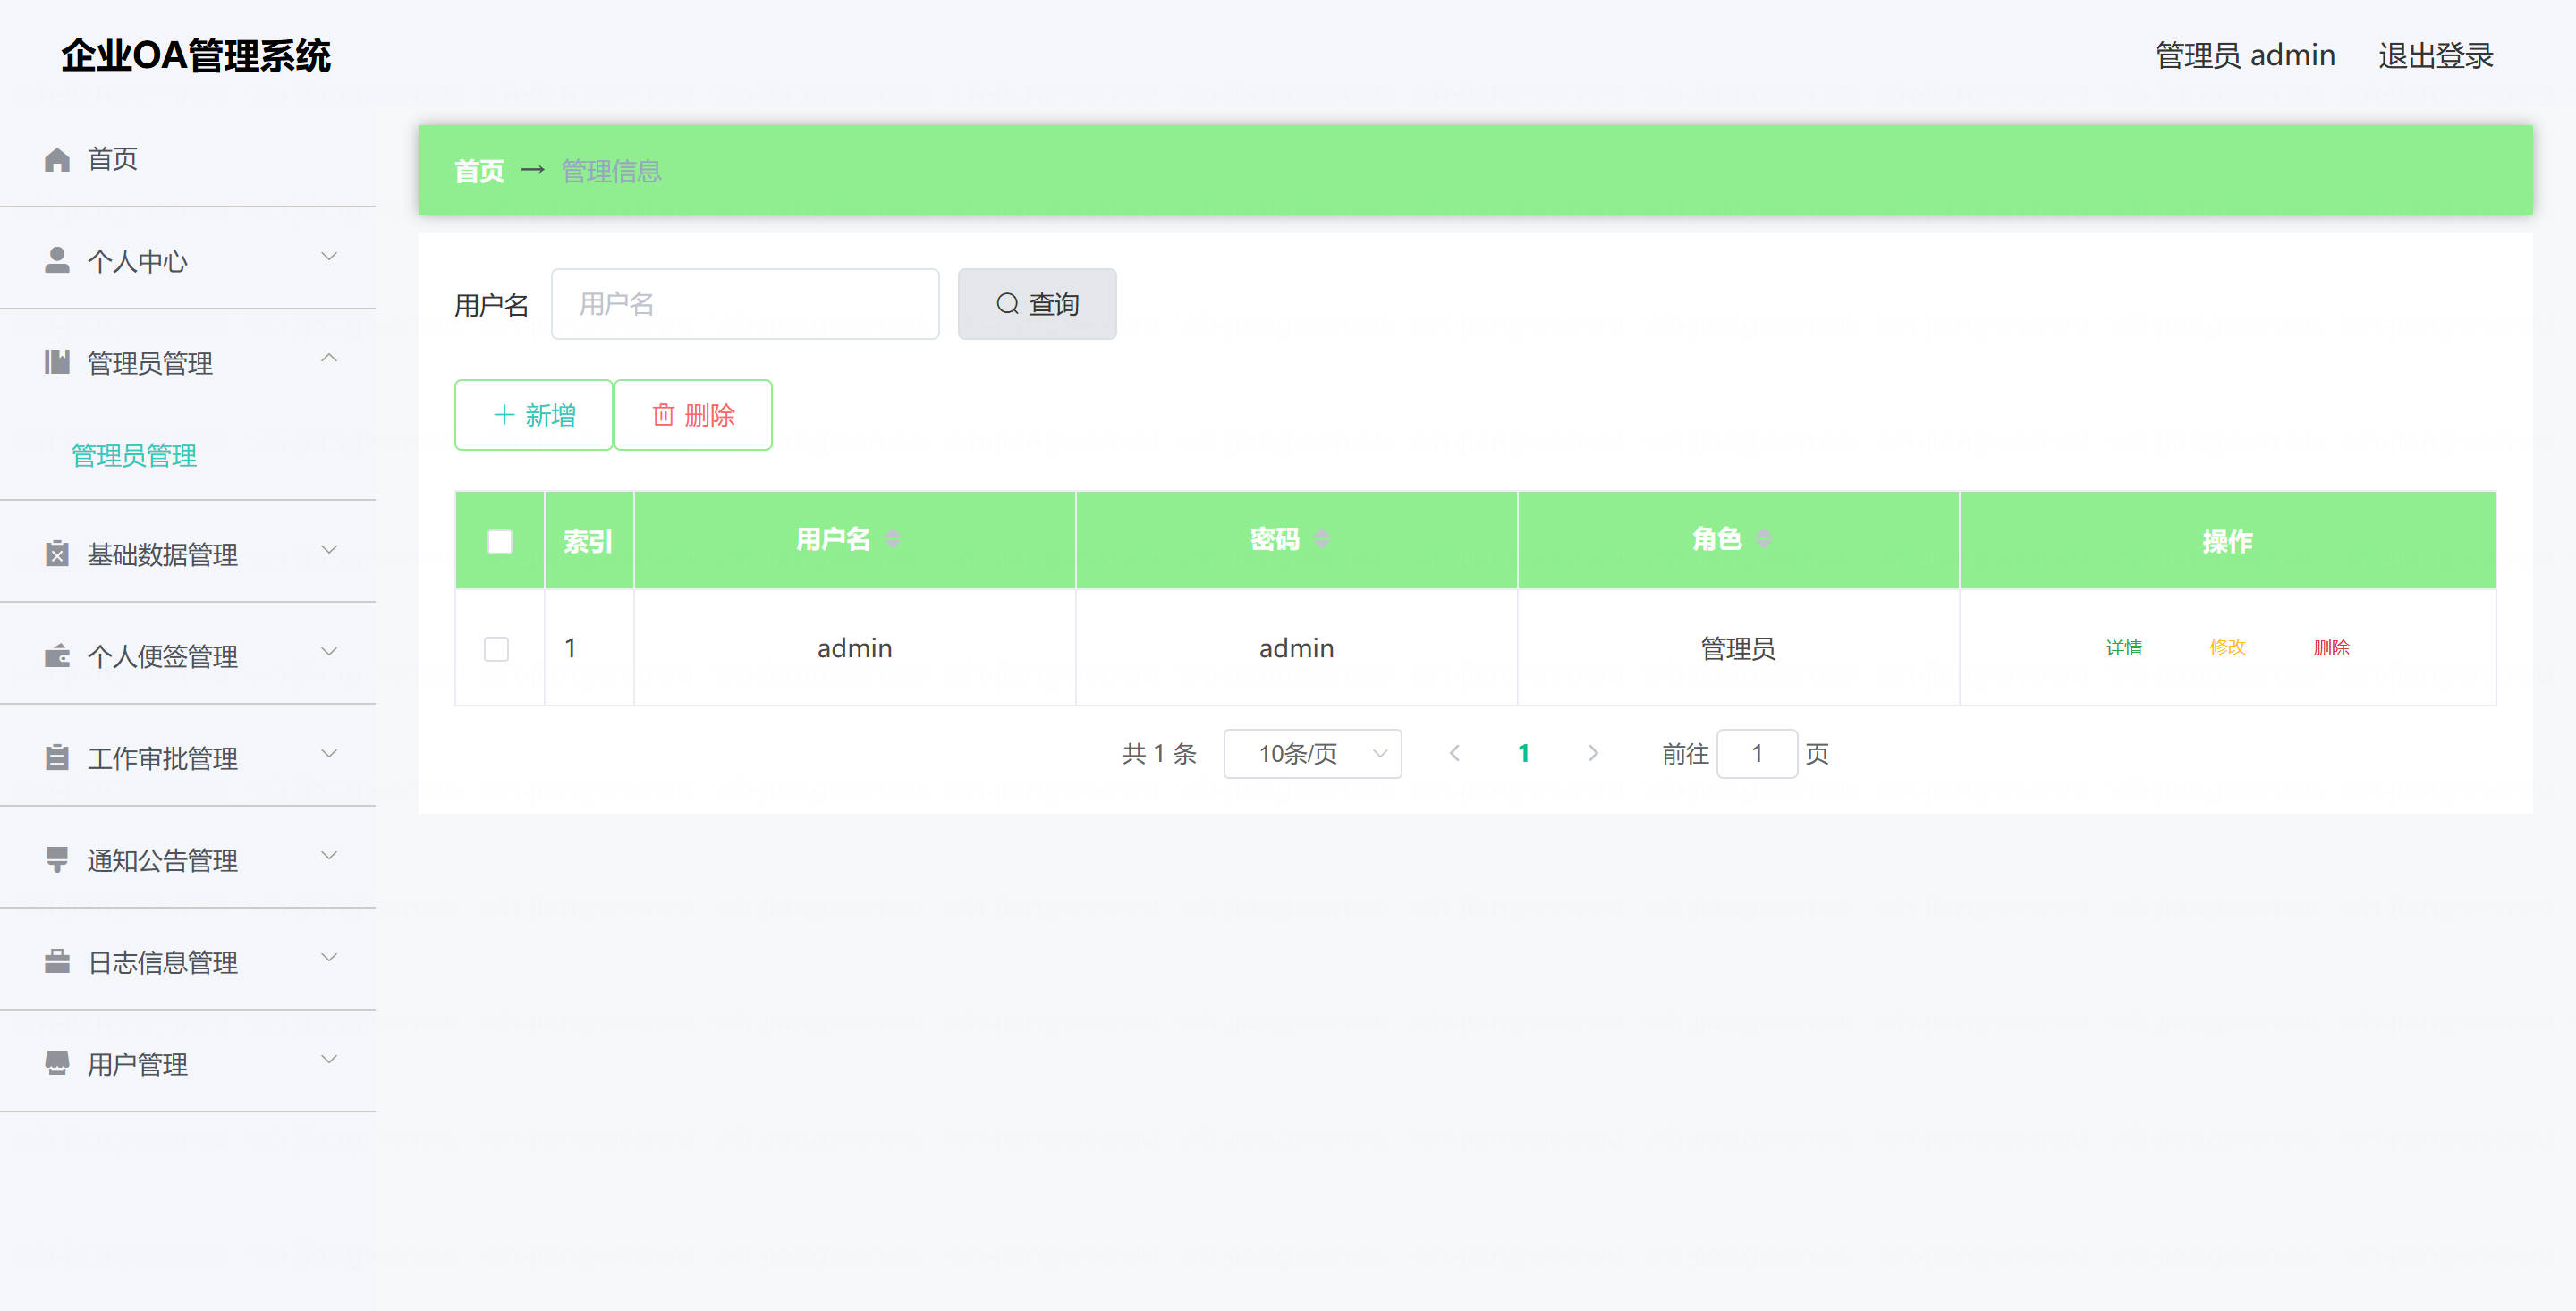 企业OA管理系统
管理员 admin 退出登录
首页
个人中心
管理员管理
管理员管理
基础数据管理
个人便签管理
工作审批管理
通知公告管理
日志信息管理
用户管理
首页 → 管理信息
用户名 用户名 查询
新增 删除
索引 用户名 密码 角色 操作
1 admin admin 管理员 详情 修改 删除
共 1 条 10条/页 1 前往 1 页